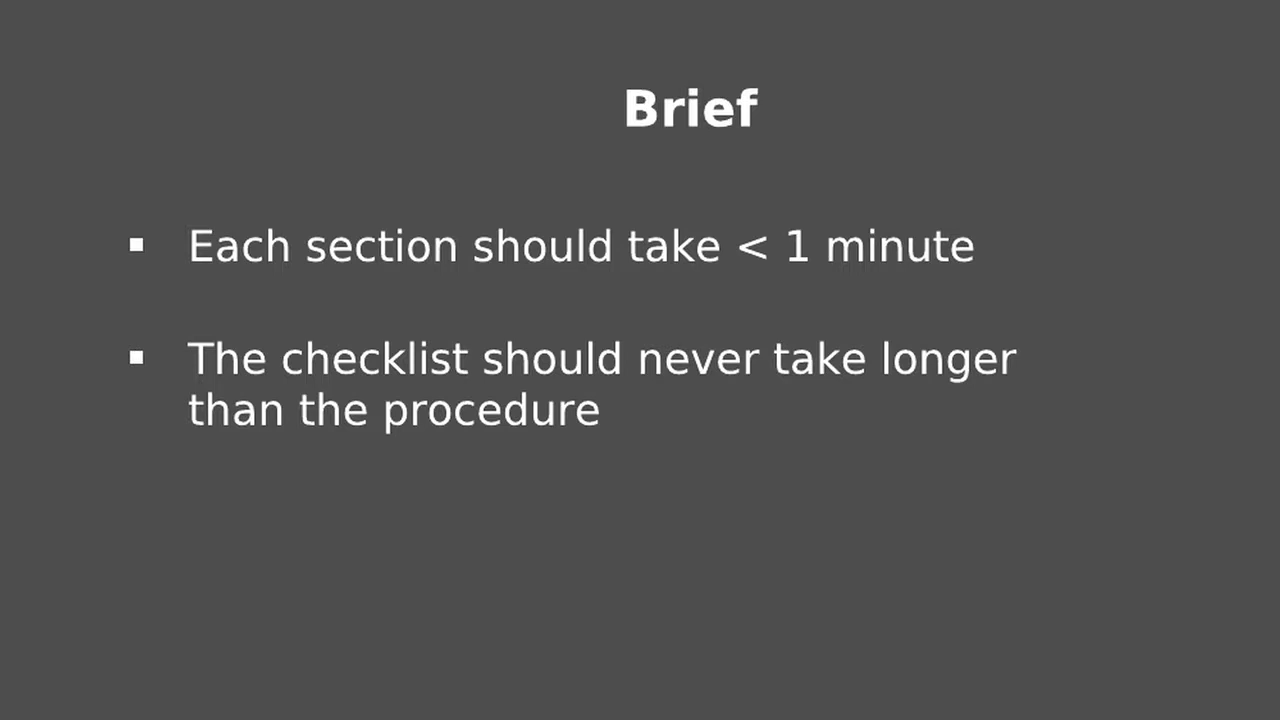 Brief
▪ Each section should take < 1 minute
▪ The checklist should never take longer
than the procedure